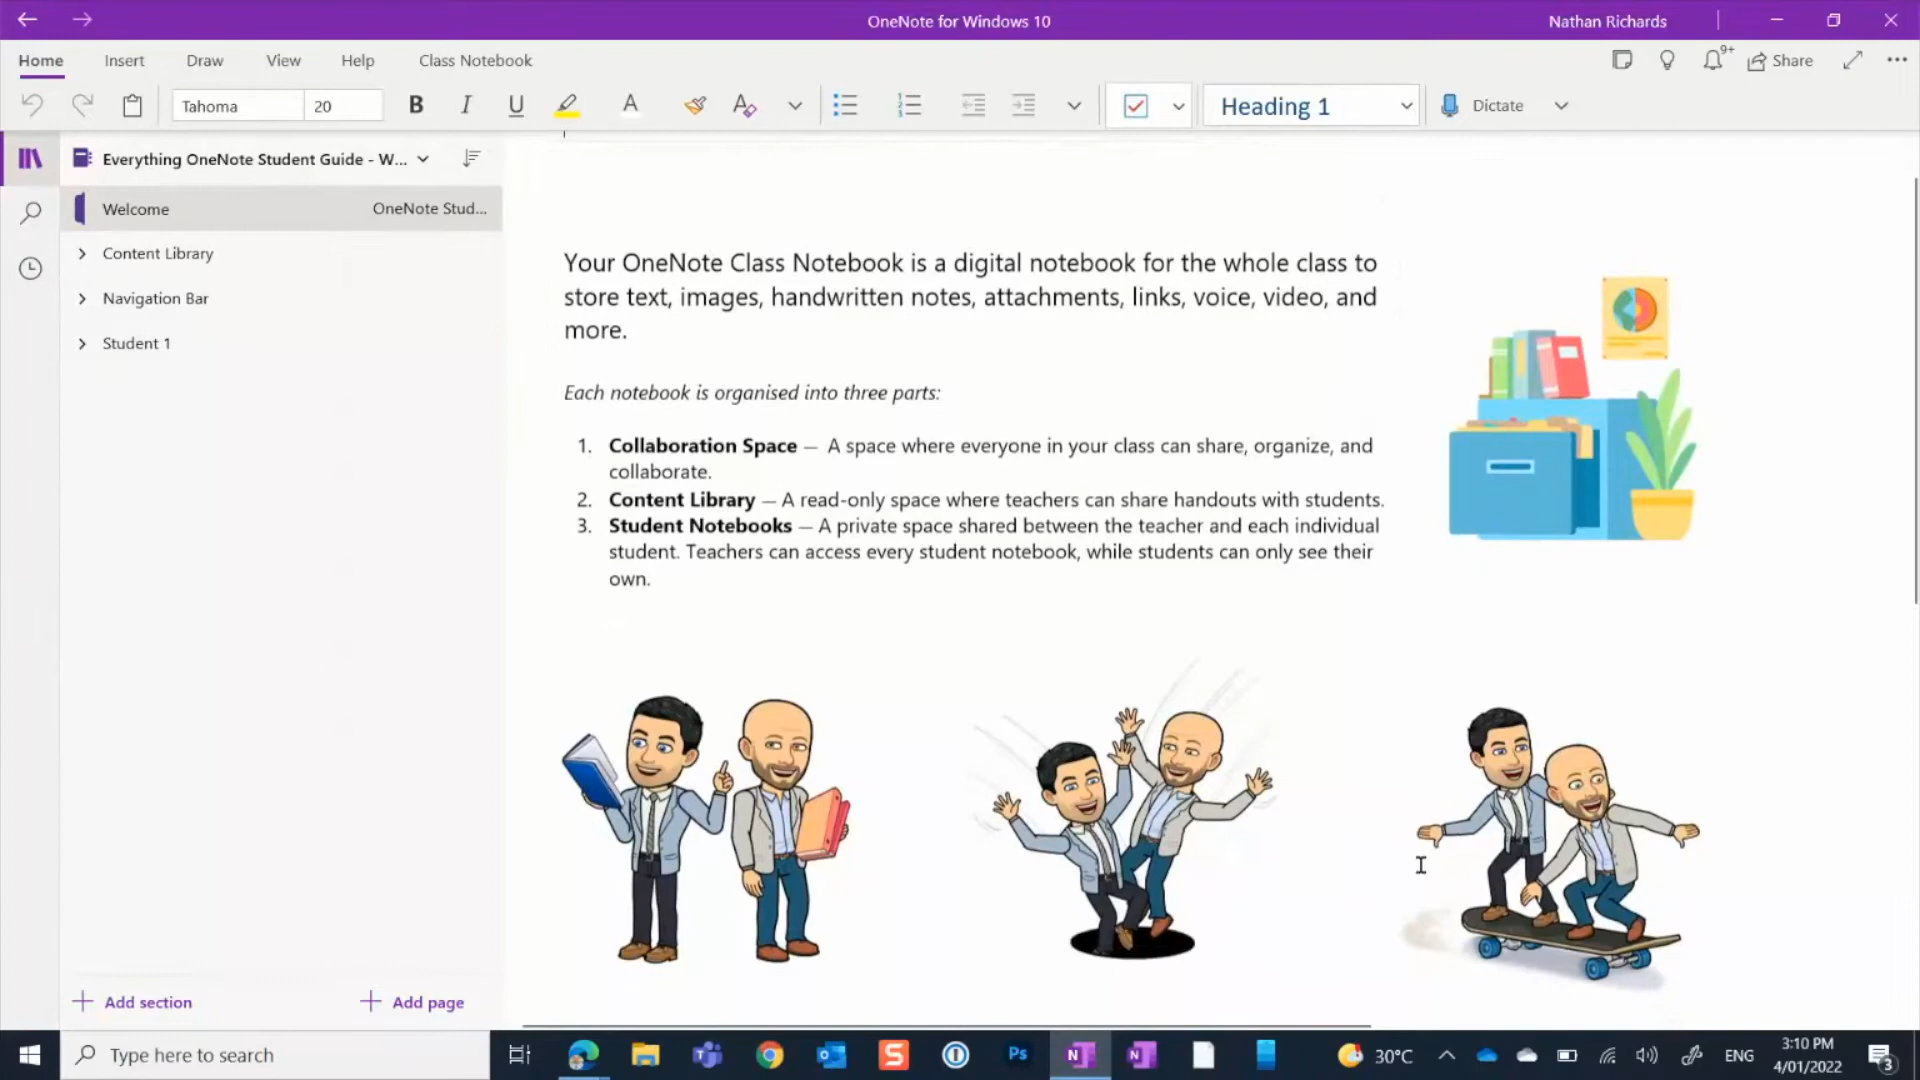 OneNote for Windows 10
Nathan Richards
Home Insert Draw View Help Class Notebook
9+
Share
Tahoma 20 B I U A A
Heading 1
Dictate
Everything OneNote Student Guide - W...
Welcome OneNote Stud...
Content Library
Navigation Bar
Student 1
Your OneNote Class Notebook is a digital notebook for the whole class to
store text, images, handwritten notes, attachments, links, voice, video, and
more.
Each notebook is organised into three parts:
1. Collaboration Space — A space where everyone in your class can share, organize, and
collaborate.
2. Content Library — A read-only space where teachers can share handouts with students.
3. Student Notebooks — A private space shared between the teacher and each individual
student. Teachers can access every student notebook, while students can only see their
own.
Add section Add page
Type here to search
S
Ps
N
N
30°C
ENG
3:10 PM
4/01/2022
3